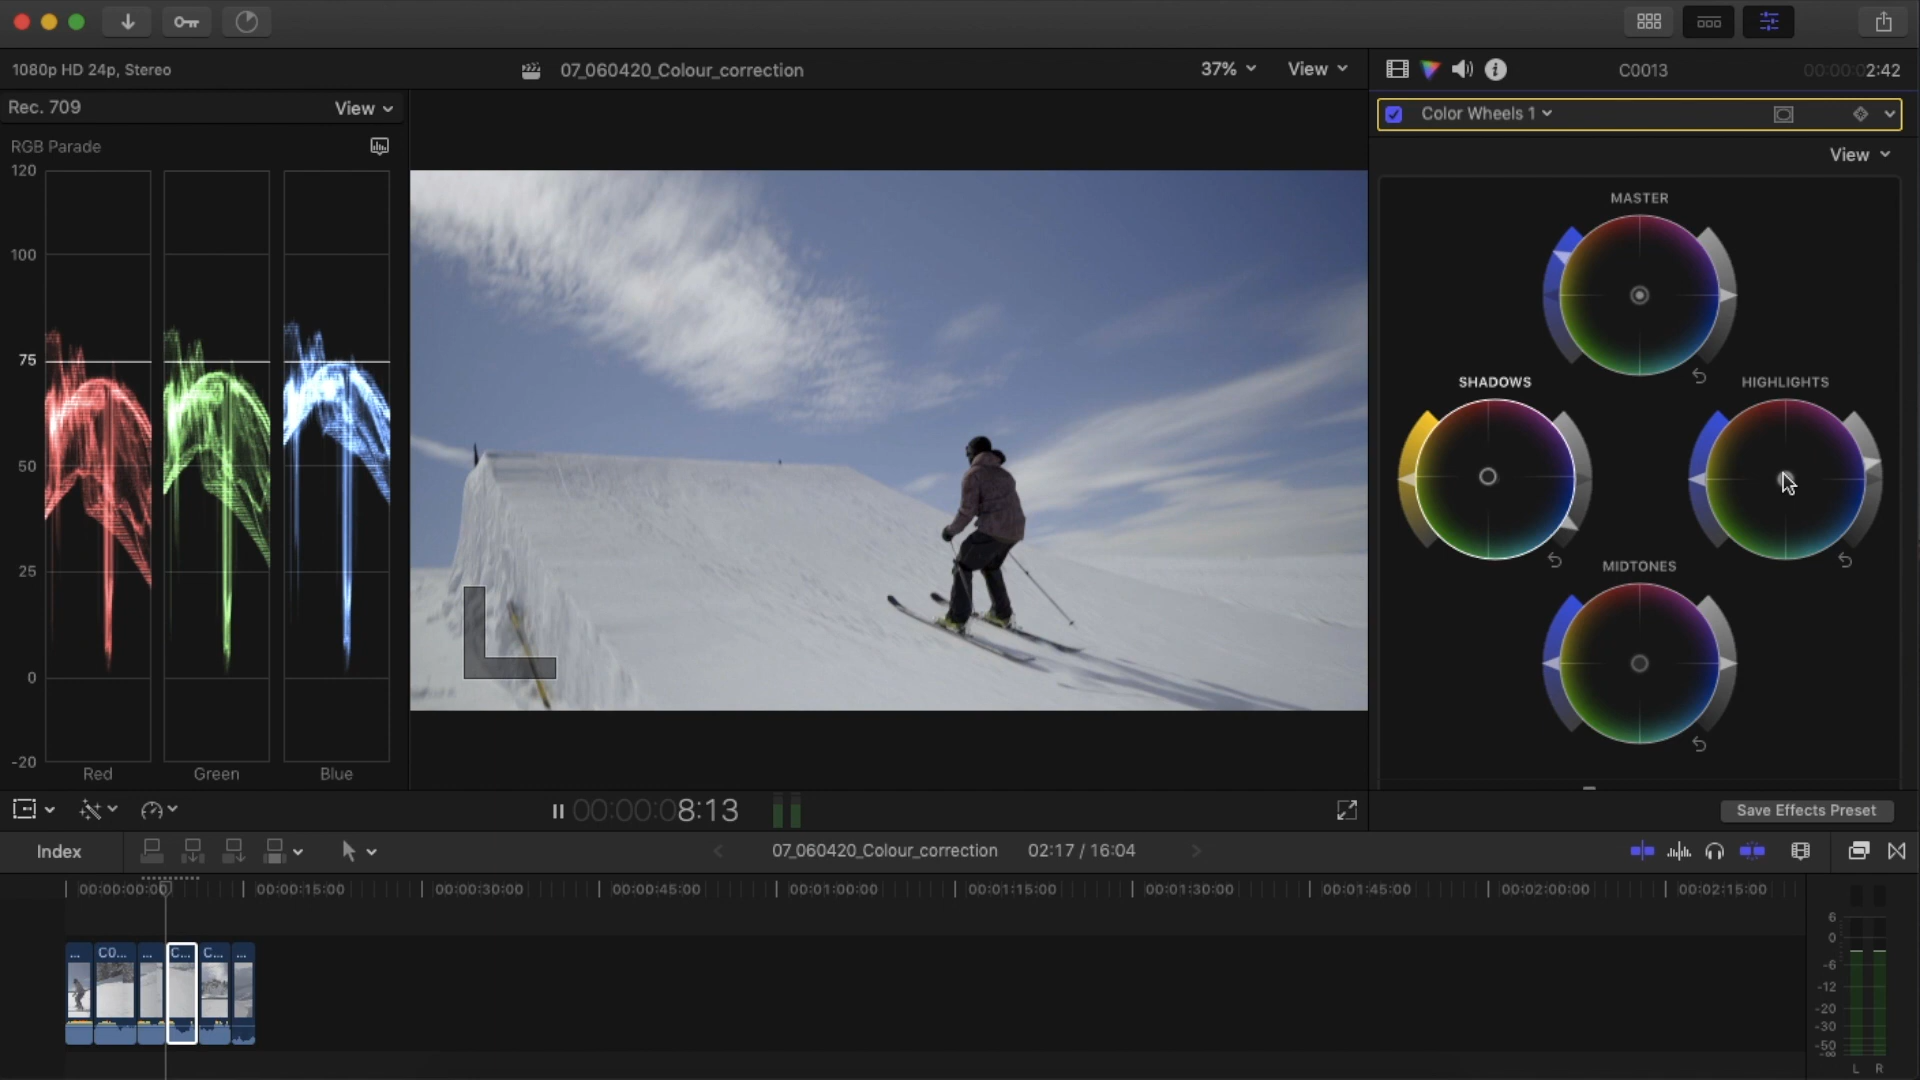 1080p HD 24p, Stereo
07_060420_Colour_correction
37%
View
C0013
00:00:02:42
Rec. 709
View
Color Wheels 1
View
RGB Parade
120
100
75
50
25
0
-20
Red
Green
Blue
MASTER
SHADOWS
HIGHLIGHTS
MIDTONES
00:00:08:13
Save Effects Preset
Index
07_060420_Colour_correction
02:17 / 16:04
00:00:00:00
00:00:15:00
00:00:30:00
00:00:45:00
00:01:00:00
00:01:15:00
00:01:30:00
00:01:45:00
00:02:00:00
00:02:15:00
...
C0...
...
C...
C...
...
6
0
-6
-12
-20
-30
-50
-∞
L
R